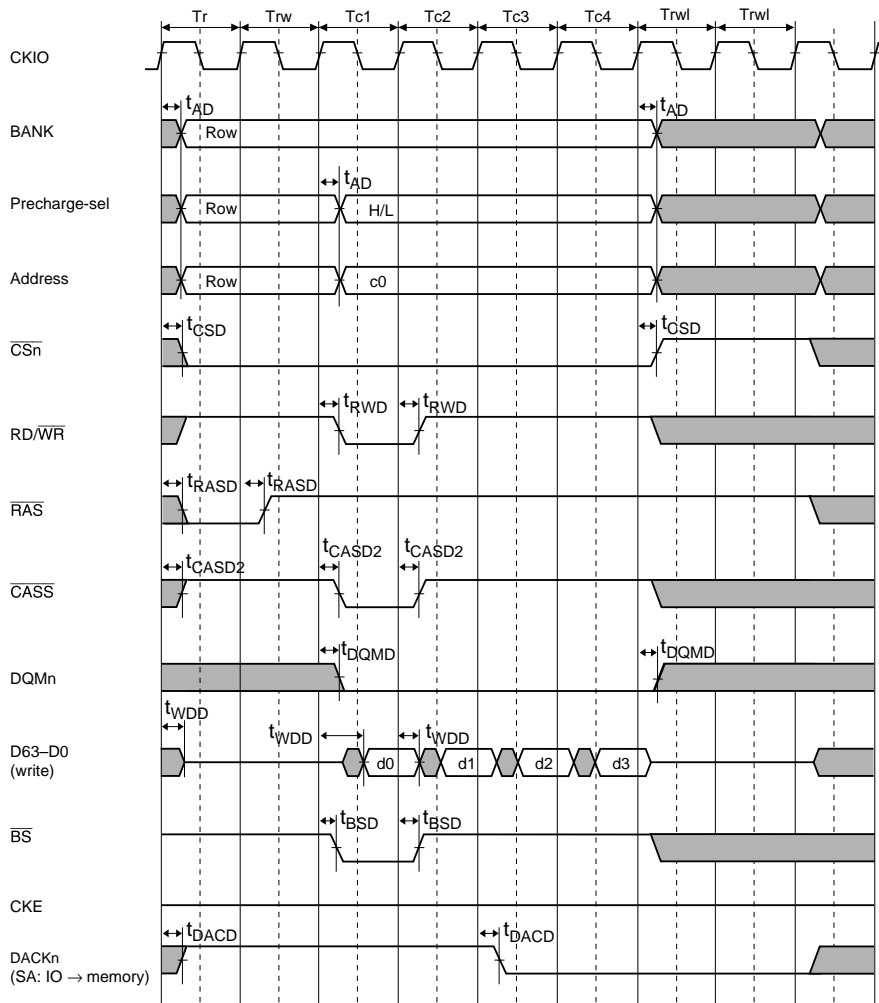 Tr Trw Tc1 Tc2 Tc3 Tc4 Trwl Trwl
CKIO
tAD tAD
BANK Row
tAD
Precharge-sel Row H/L
Address Row c0
tCSD tCSD
CSn
tRWD tRWD
RD/WR
tRASD tRASD
RAS
tCASD2 tCASD2 tCASD2
CASS
tDQMD tDQMD
DQMn
tWDD tWDD tWDD
D63–D0
(write)
d0 d1 d2 d3
tBSD tBSD
BS
CKE
tDACD tDACD
DACKn
(SA: IO → memory)